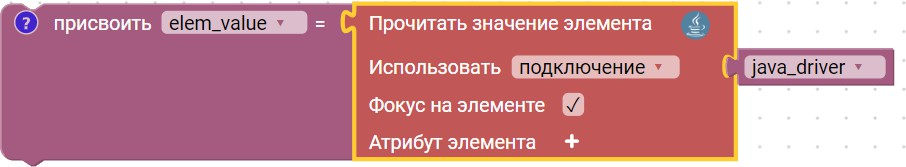 ? присвоить elem_value ▾ = Прочитать значение элемента
Использовать подключение ▾ java_driver ▾
Фокус на элементе ✓
Атрибут элемента +